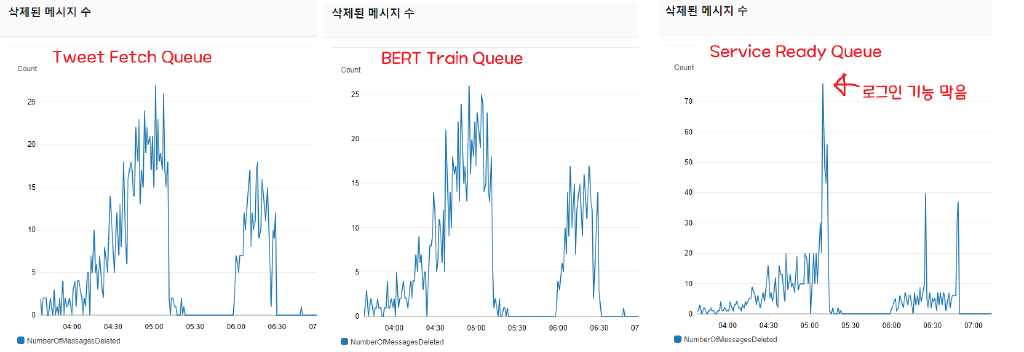 삭제된 메시지 수
Tweet Fetch Queue
Count
25
20
15
10
5
0
04:00 04:30 05:00 05:30 06:00 06:30 07
NumberOfMessagesDeleted
삭제된 메시지 수
BERT Train Queue
Count
25
20
15
10
5
0
04:00 04:30 05:00 05:30 06:00 06:30 07
NumberOfMessagesDeleted
삭제된 메시지 수
Service Ready Queue
Count
로그인 기능 막음
70
60
50
40
30
20
10
0
04:00 04:30 05:00 05:30 06:00 06:30 07:00
NumberOfMessagesDeleted